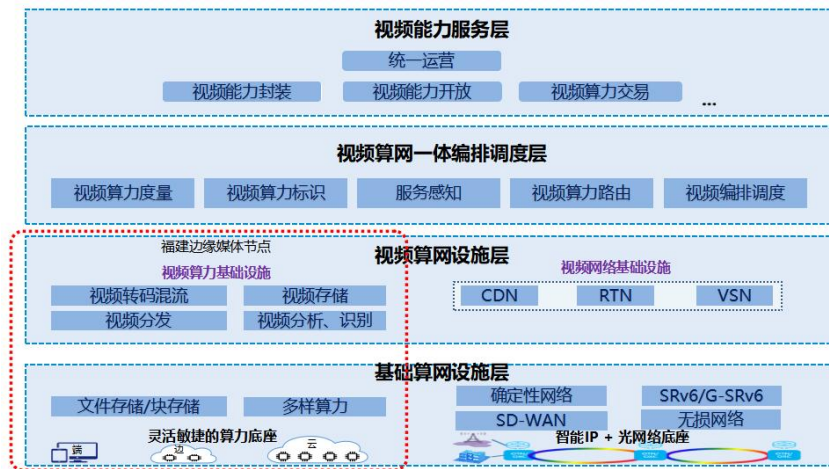 视频能力服务层
统一运营
视频能力封装 视频能力开放 视频算力交易 ...
视频算网一体编排调度层
视频算力度量 视频算力标识 服务感知 视频算力路由 视频编排调度
福建边缘媒体节点
视频算网设施层
视频算力基础设施 视频网络基础设施
视频转码混流 视频存储 CDN RTN VSN
视频分发 视频分析、识别
基础算网设施层
文件存储/块存储 多样算力 确定性网络 SRv6/G-SRv6
SD-WAN 无损网络
灵活敏捷的算力底座 智能IP + 光网络底座
端 边 云